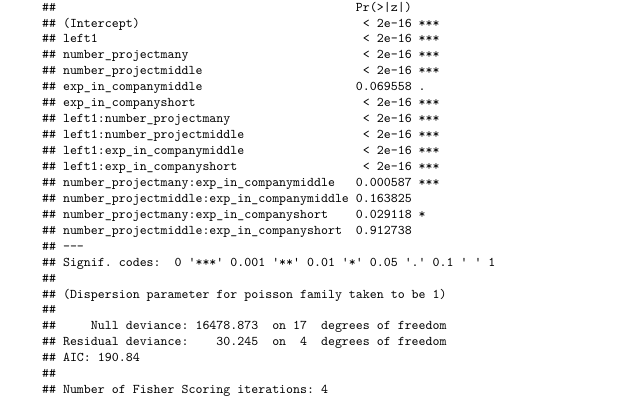 ## Pr(>|z|)
## (Intercept) < 2e-16 ***
## left1 < 2e-16 ***
## number_projectmany < 2e-16 ***
## number_projectmiddle < 2e-16 ***
## exp_in_companymiddle 0.069558 .
## exp_in_companyshort < 2e-16 ***
## left1:number_projectmany < 2e-16 ***
## left1:number_projectmiddle < 2e-16 ***
## left1:exp_in_companymiddle < 2e-16 ***
## left1:exp_in_companyshort < 2e-16 ***
## number_projectmany:exp_in_companymiddle 0.000587 ***
## number_projectmiddle:exp_in_companymiddle 0.163825
## number_projectmany:exp_in_companyshort 0.029118 *
## number_projectmiddle:exp_in_companyshort 0.912738
## ---
## Signif. codes: 0 '***' 0.001 '**' 0.01 '*' 0.05 '.' 0.1 ' ' 1
##
## (Dispersion parameter for poisson family taken to be 1)
##
## Null deviance: 16478.873 on 17 degrees of freedom
## Residual deviance: 30.245 on 4 degrees of freedom
## AIC: 190.84
##
## Number of Fisher Scoring iterations: 4